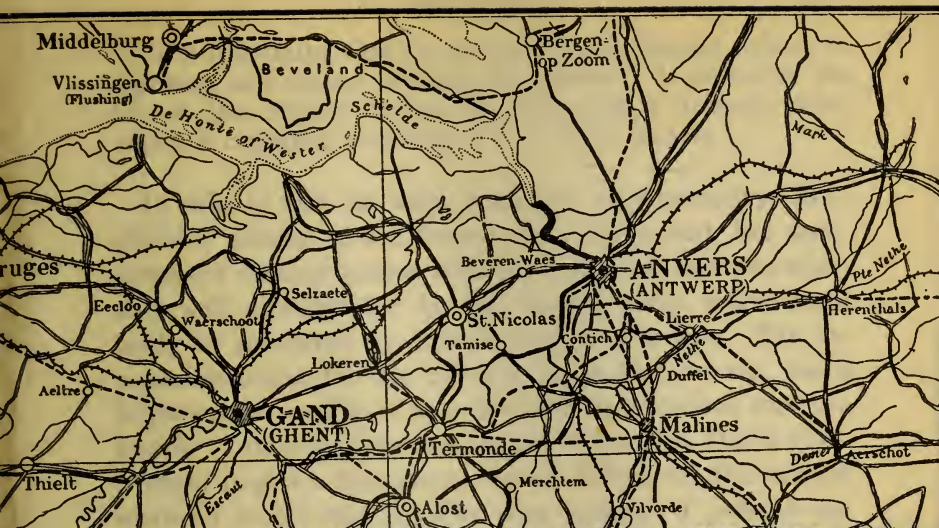 Middelburg
Bergen-
op Zoom
Beveland
Vlissingen
(Flushing)
De Honte of Wester Schelde
Mark
ruges
Beveren-Waes
ANVERS
(ANTWERP)
Pte Nethe
Eecloo
Selzaete
Herenthals
Waerschoot
St. Nicolas
Lierre
Tamise
Contich
Nethe
Lokeren
Duffel
Aeltre
GAND
(GHENT)
Malines
Termonde
Demer
Aerschot
Thielt
Escaut
Merchtem
Alost
Vilvorde